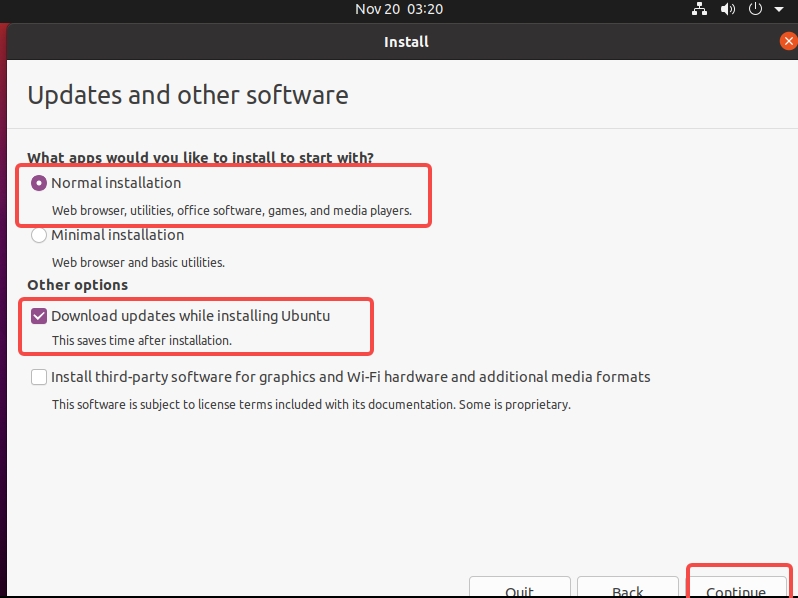 Nov 20 03:20
Install
Updates and other software
What apps would you like to install to start with?
Normal installation
Web browser, utilities, office software, games, and media players.
Minimal installation
Web browser and basic utilities.
Other options
Download updates while installing Ubuntu
This saves time after installation.
Install third-party software for graphics and Wi-Fi hardware and additional media formats
This software is subject to license terms included with its documentation. Some is proprietary.
Quit Back Continue